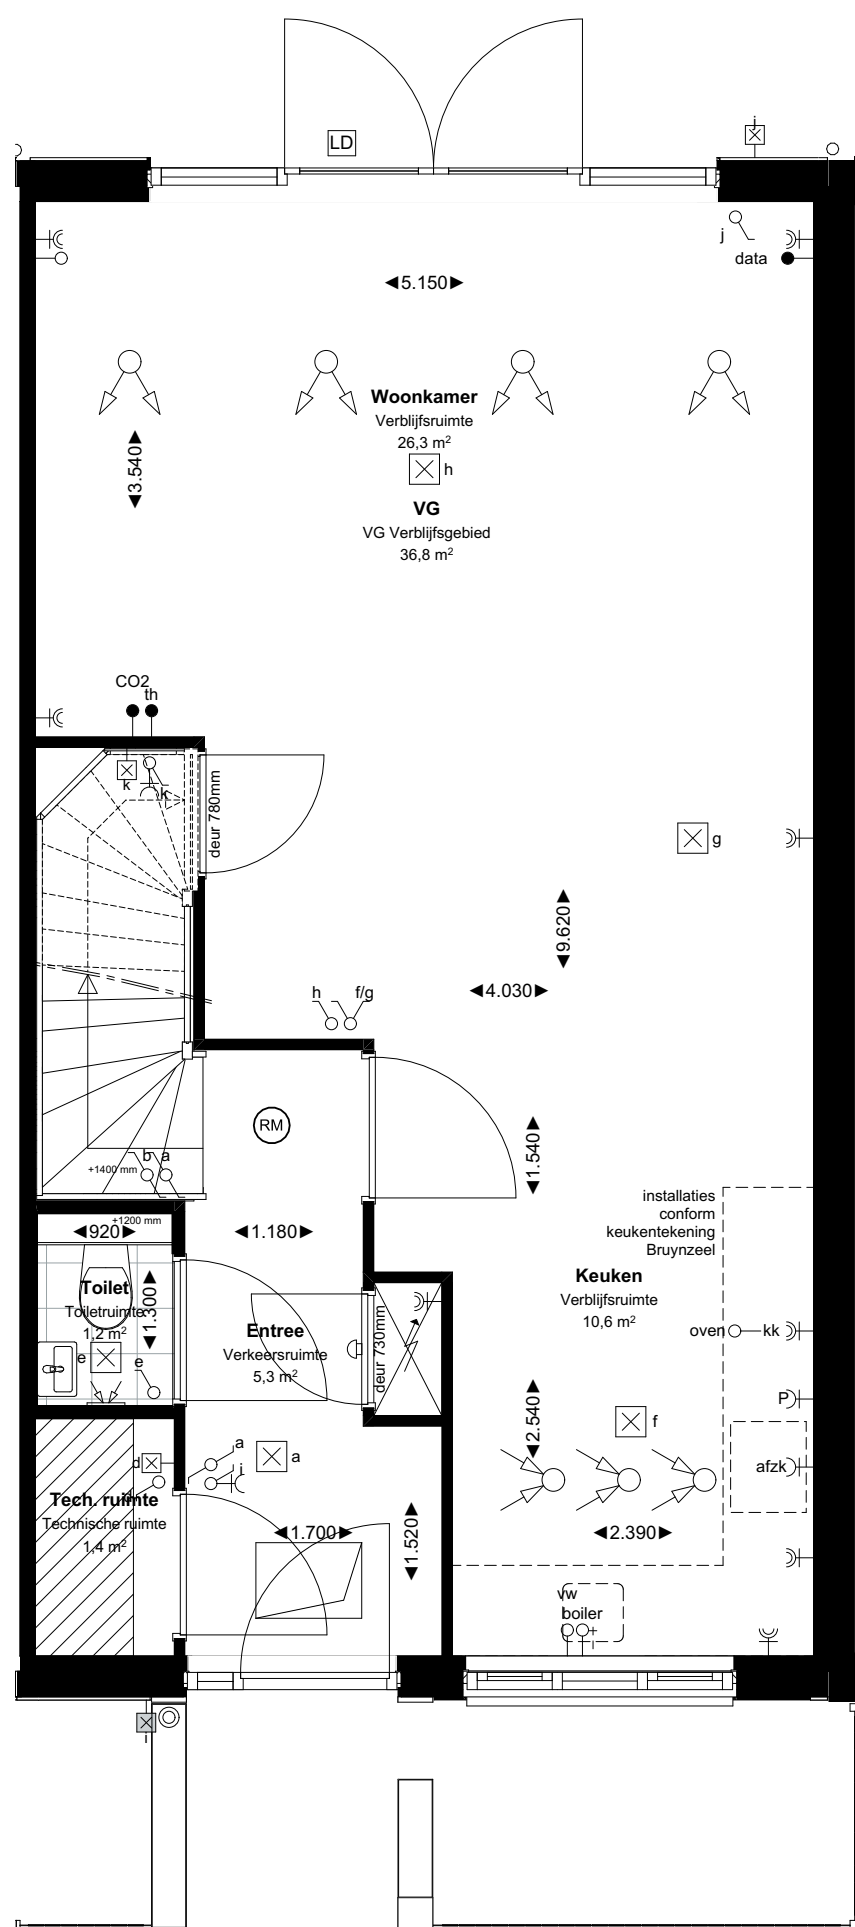 LD
j
j
data
5.150
Woonkamer
Verblijfsruimte
26,3 m²
h
3.540
VG
VG Verblijfsgebied
36,8 m²
CO2
th
k
k
deur 780mm
g
9.620
4.030
h
f/g
RM
1.540
b a
+1400 mm
+1200 mm
920
1.180
installaties
conform
keukentekening
Bruynzeel
Toilet
Toiletruimte
1,2 m²
1.300
Entree
Verkeersruimte
5,3 m²
deur 730mm
Keuken
Verblijfsruimte
10,6 m²
oven
kk
e
e
P
2.540
f
a
a
i
d
afzk
Tech. ruimte
Technische ruimte
1,4 m²
1.700
1.520
2.390
vw
boiler
i